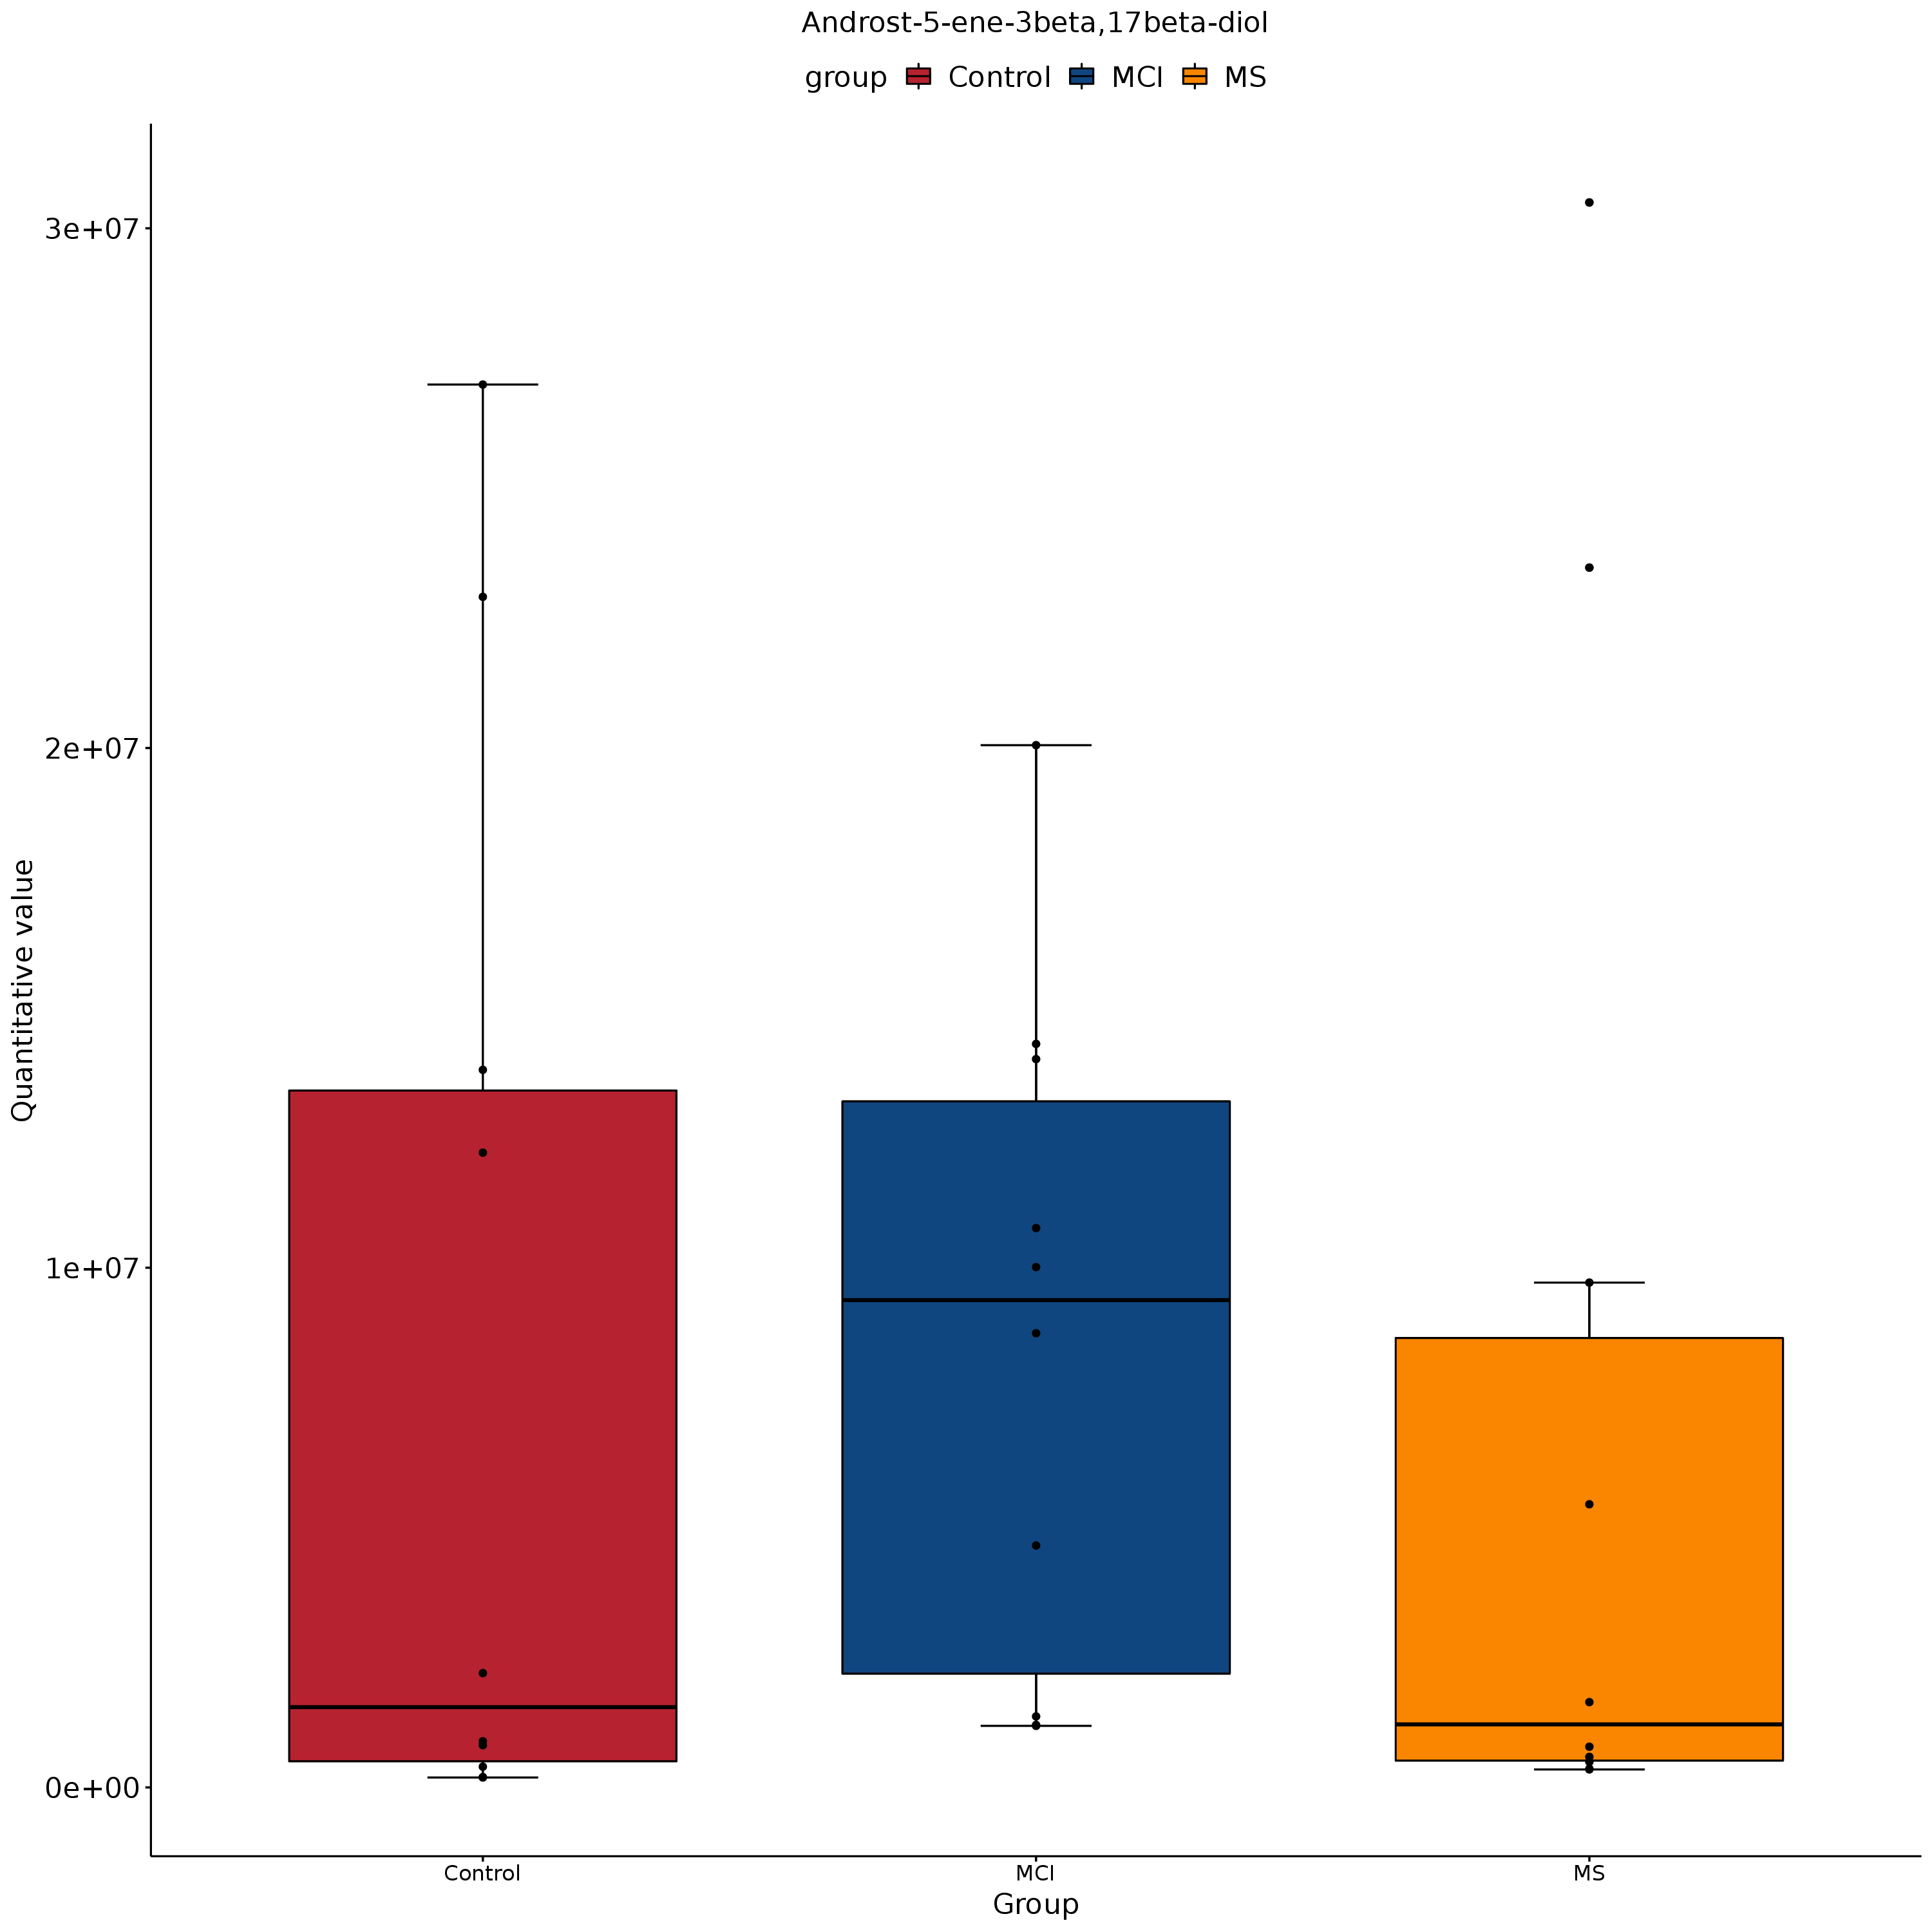 Androst-5-ene-3beta,17beta-diol
group Control MCI MS
3e+07
2e+07
1e+07
0e+00
Quantitative value
Control MCI MS
Group